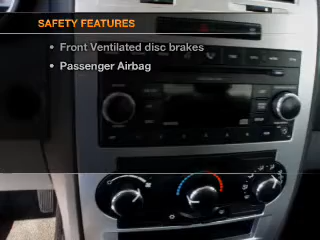 SAFETY FEATURES
• Front Ventilated disc brakes
• Passenger Airbag